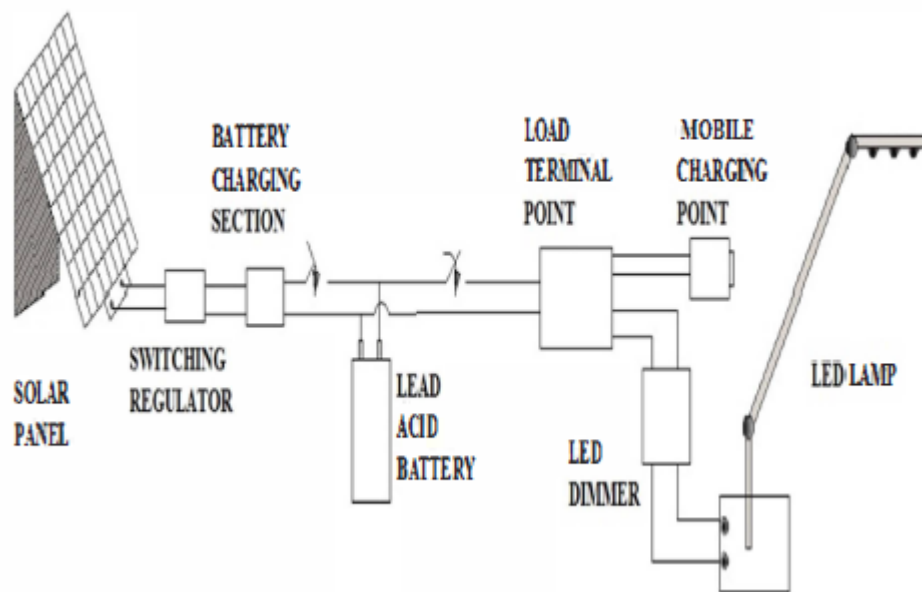 BATTERY
CHARGING
SECTION
LOAD
TERMINAL
POINT
MOBILE
CHARGING
POINT
SOLAR
PANEL
SWITCHING
REGULATOR
LEAD
ACID
BATTERY
LED
DIMMER
LED LAMP